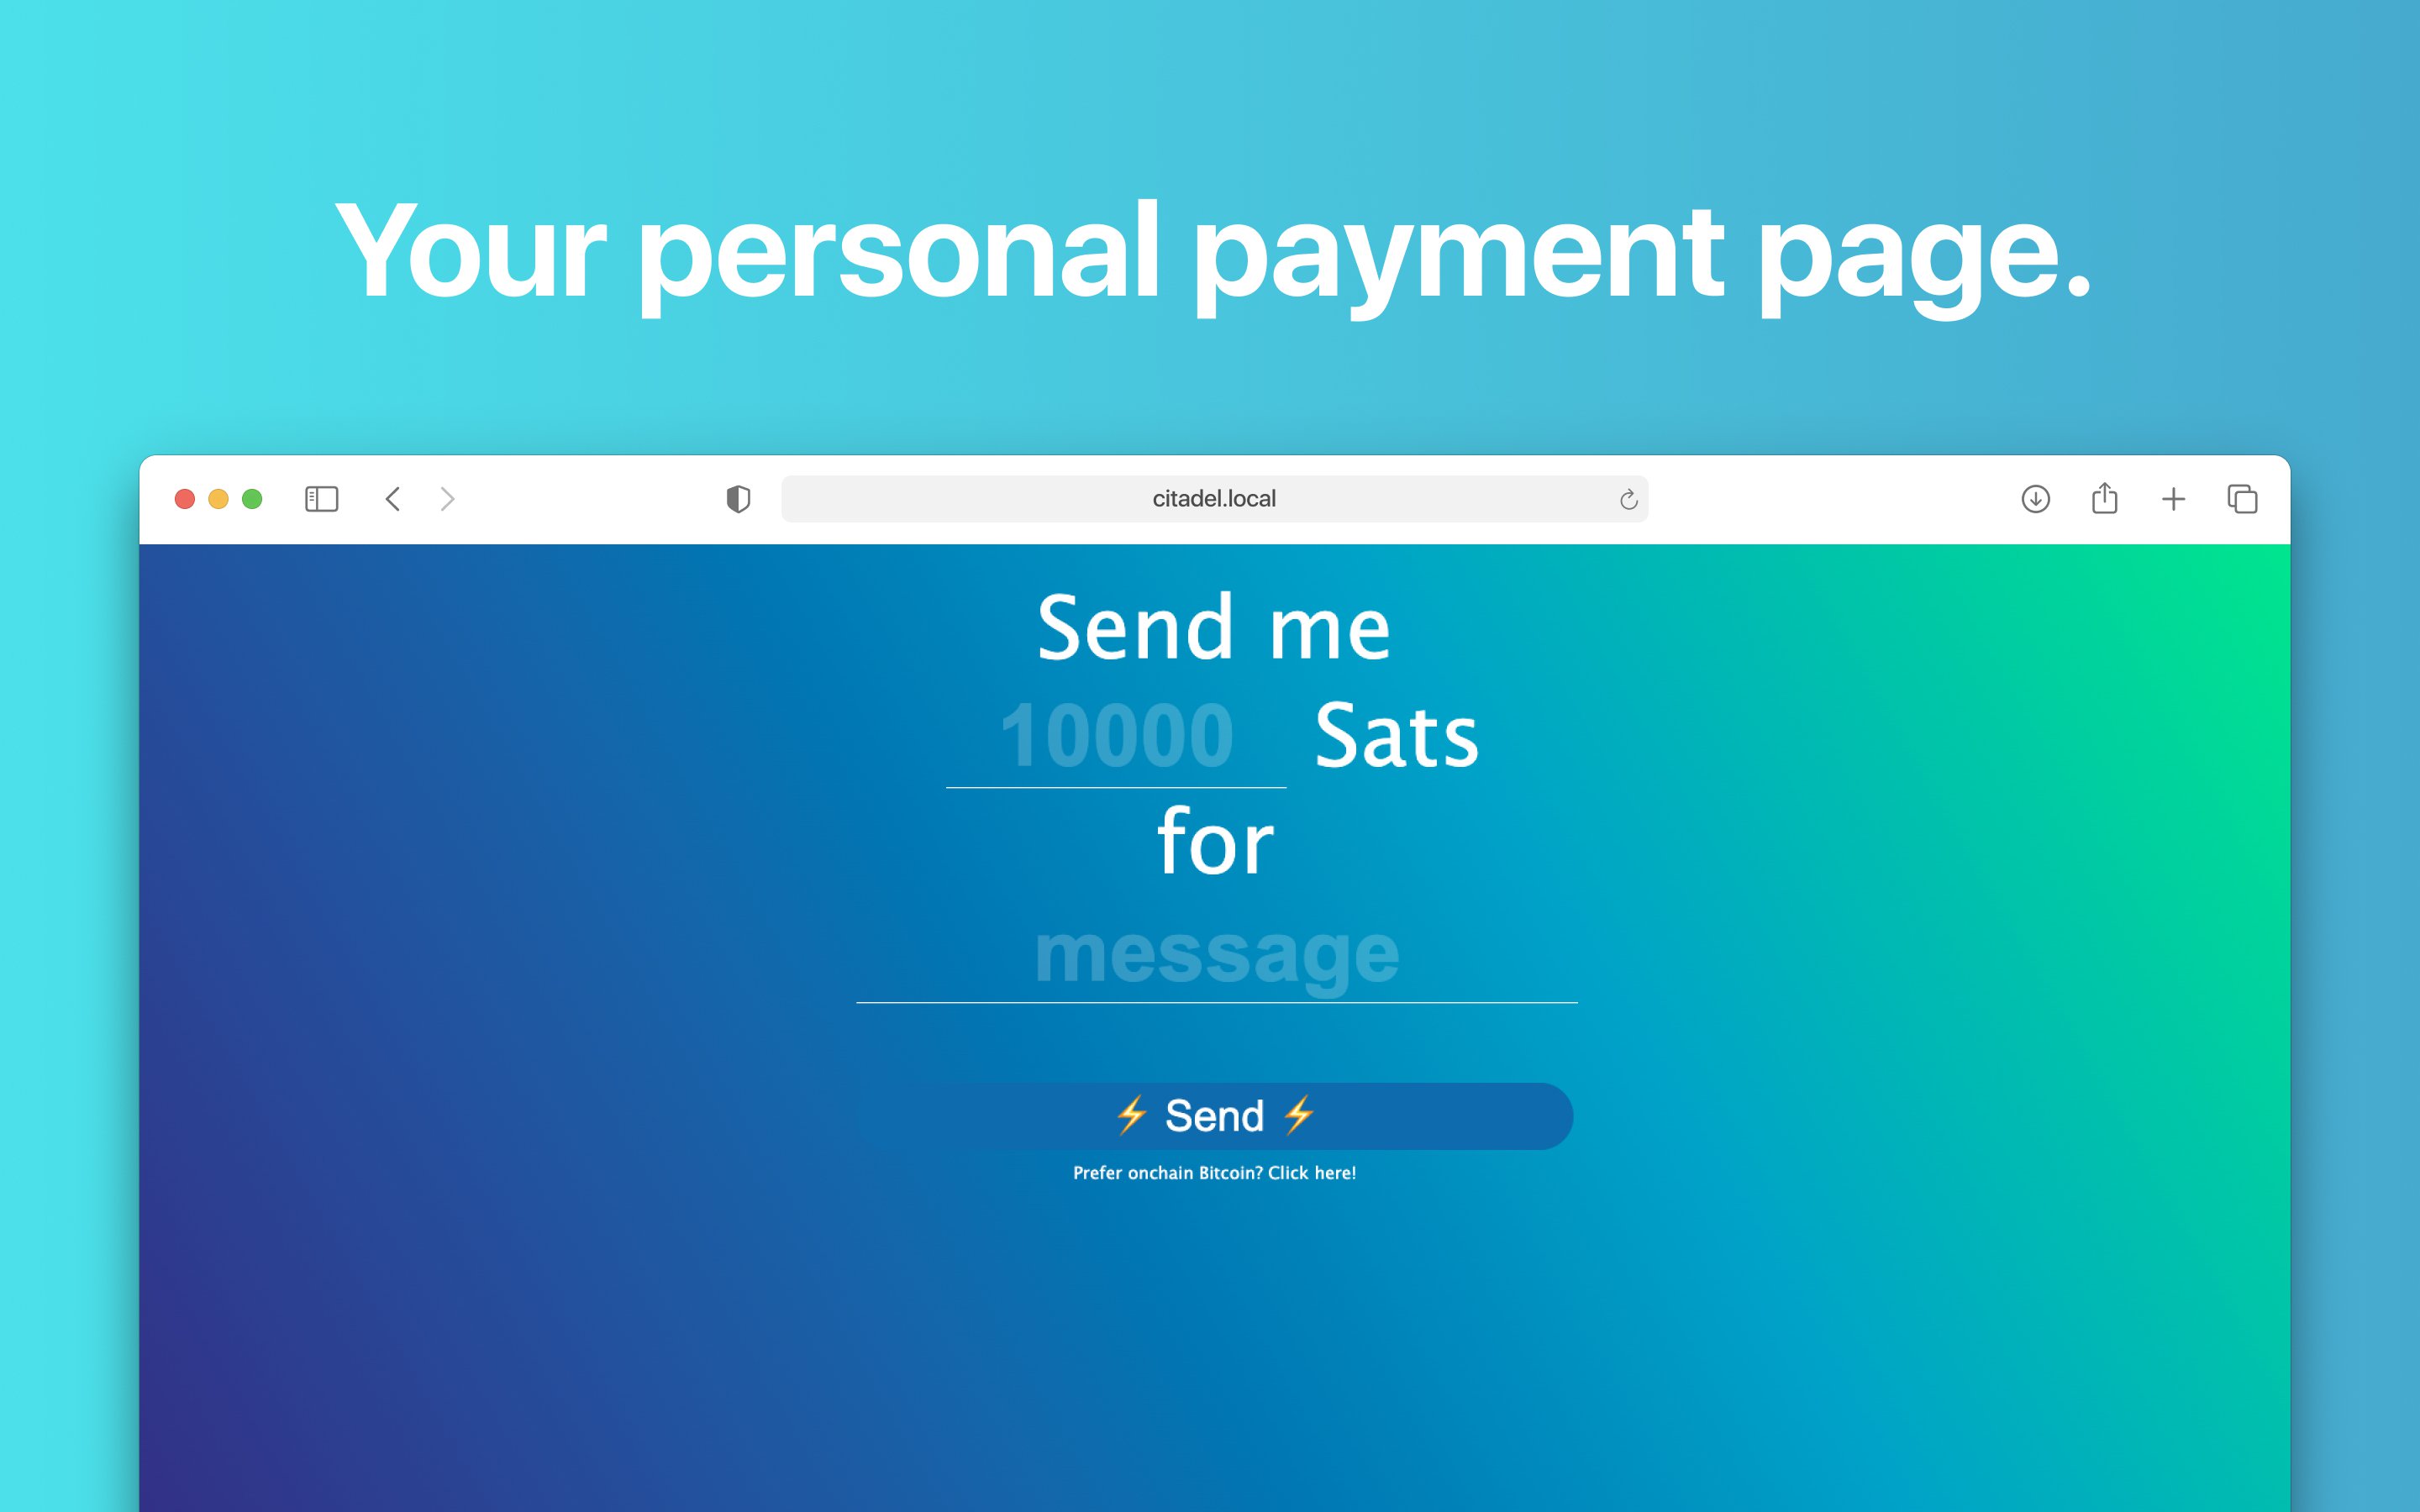 Your personal payment page.
citadel.local
Send me
10000 Sats
for
message
⚡ Send ⚡
Prefer onchain Bitcoin? Click here!